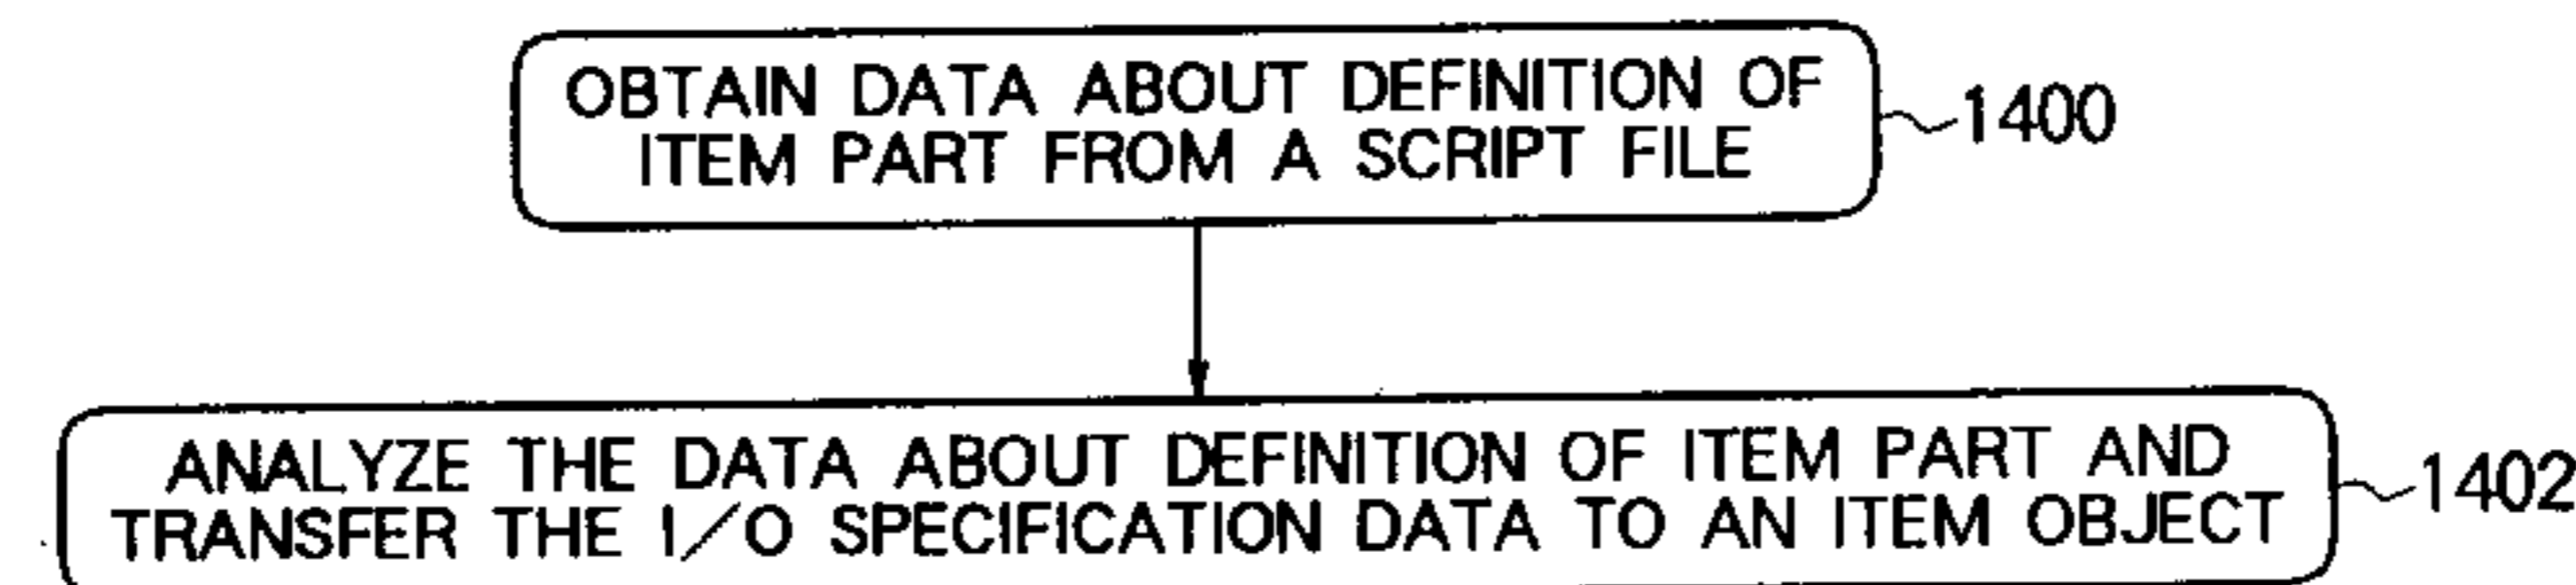 OBTAIN DATA ABOUT DEFINITION OF
ITEM PART FROM A SCRIPT FILE
1400
ANALYZE THE DATA ABOUT DEFINITION OF ITEM PART AND
TRANSFER THE I/O SPECIFICATION DATA TO AN ITEM OBJECT
1402